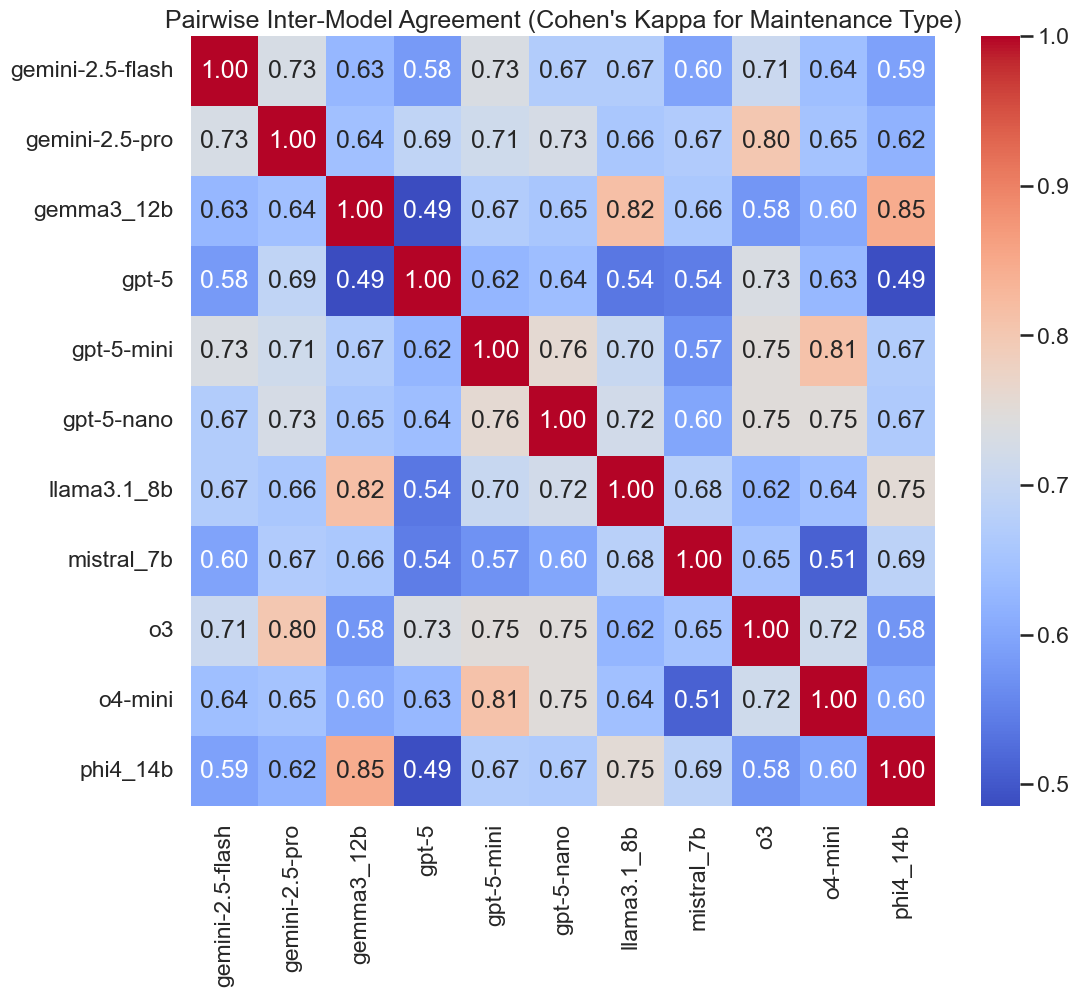 Pairwise Inter-Model Agreement (Cohen's Kappa for Maintenance Type)
gemini-2.5-flash 1.00 0.73 0.63 0.58 0.73 0.67 0.67 0.60 0.71 0.64 0.59
gemini-2.5-pro 0.73 1.00 0.64 0.69 0.71 0.73 0.66 0.67 0.80 0.65 0.62
gemma3_12b 0.63 0.64 1.00 0.49 0.67 0.65 0.82 0.66 0.58 0.60 0.85
gpt-5 0.58 0.69 0.49 1.00 0.62 0.64 0.54 0.54 0.73 0.63 0.49
gpt-5-mini 0.73 0.71 0.67 0.62 1.00 0.76 0.70 0.57 0.75 0.81 0.67
gpt-5-nano 0.67 0.73 0.65 0.64 0.76 1.00 0.72 0.60 0.75 0.75 0.67
llama3.1_8b 0.67 0.66 0.82 0.54 0.70 0.72 1.00 0.68 0.62 0.64 0.75
mistral_7b 0.60 0.67 0.66 0.54 0.57 0.60 0.68 1.00 0.65 0.51 0.69
o3 0.71 0.80 0.58 0.73 0.75 0.75 0.62 0.65 1.00 0.72 0.58
o4-mini 0.64 0.65 0.60 0.63 0.81 0.75 0.64 0.51 0.72 1.00 0.60
phi4_14b 0.59 0.62 0.85 0.49 0.67 0.67 0.75 0.69 0.58 0.60 1.00
gemini-2.5-flash
gemini-2.5-pro
gemma3_12b
gpt-5
gpt-5-mini
gpt-5-nano
llama3.1_8b
mistral_7b
o3
o4-mini
phi4_14b
1.0
0.9
0.8
0.7
0.6
0.5